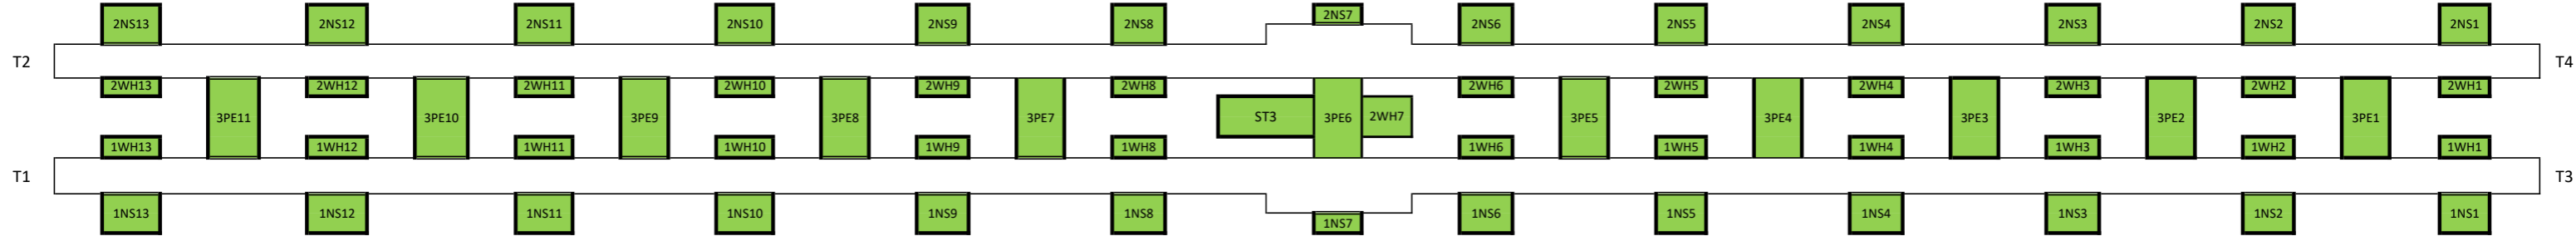 2NS13 2NS12 2NS11 2NS10 2NS9 2NS8 2NS7 2NS6 2NS5 2NS4 2NS3 2NS2 2NS1
T2 T4
2WH13 2WH12 2WH11 2WH10 2WH9 2WH8 2WH6 2WH5 2WH4 2WH3 2WH2 2WH1
3PE11 3PE10 3PE9 3PE8 3PE7 ST3 3PE6 2WH7 3PE5 3PE4 3PE3 3PE2 3PE1
1WH13 1WH12 1WH11 1WH10 1WH9 1WH8 1WH6 1WH5 1WH4 1WH3 1WH2 1WH1
T1 T3
1NS13 1NS12 1NS11 1NS10 1NS9 1NS8 1NS7 1NS6 1NS5 1NS4 1NS3 1NS2 1NS1